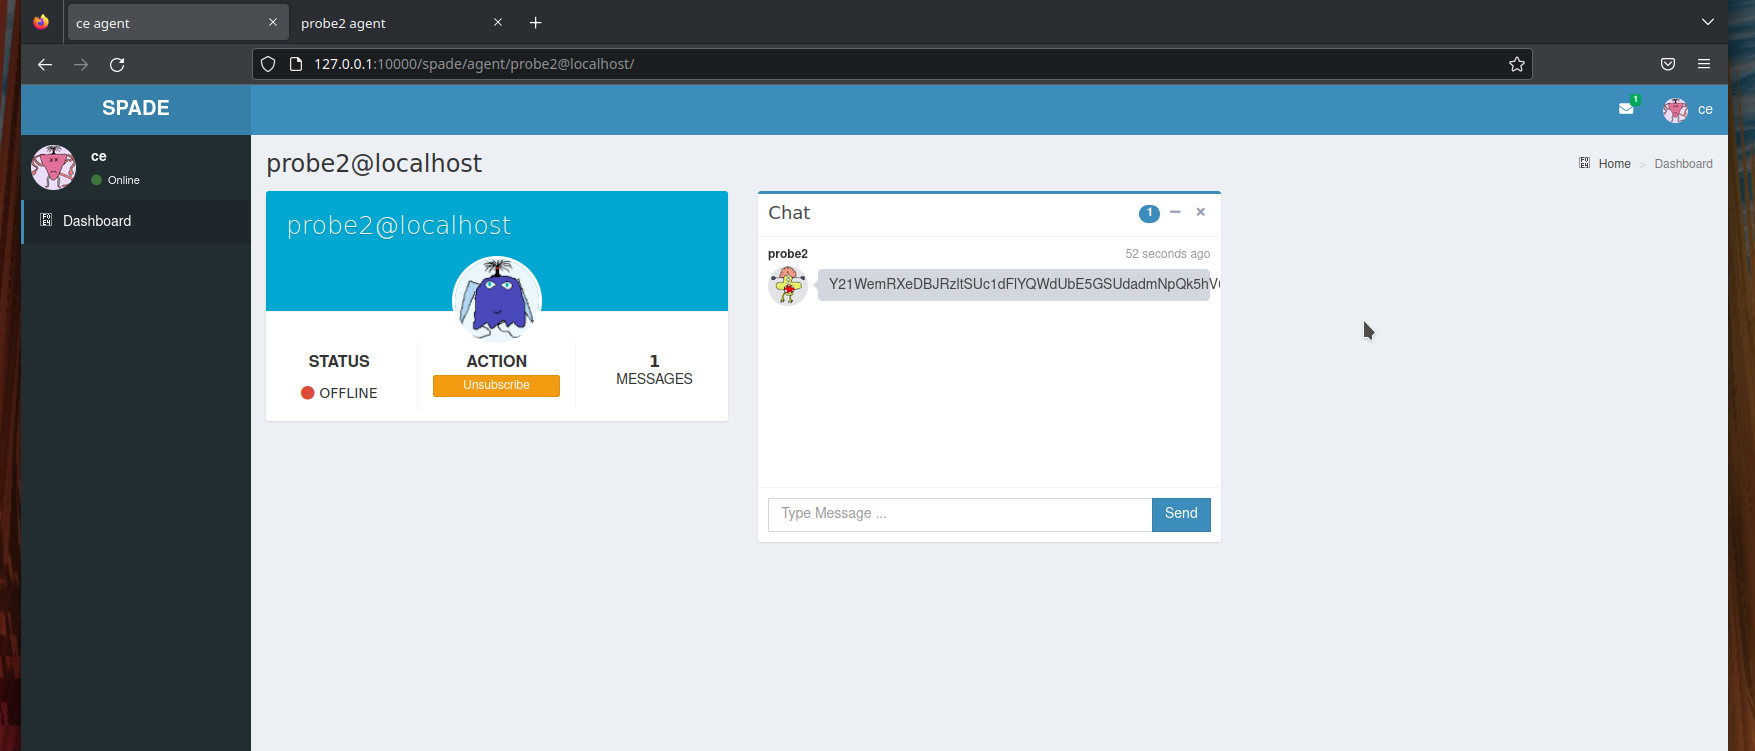 ce agent
probe2 agent
127.0.0.1:10000/spade/agent/probe2@localhost/
SPADE
1
ce
ce
Online
Dashboard
probe2@localhost
Home > Dashboard
probe2@localhost
STATUS
OFFLINE
ACTION
Unsubscribe
1
MESSAGES
Chat
1
probe2
52 seconds ago
Type Message ...
Send